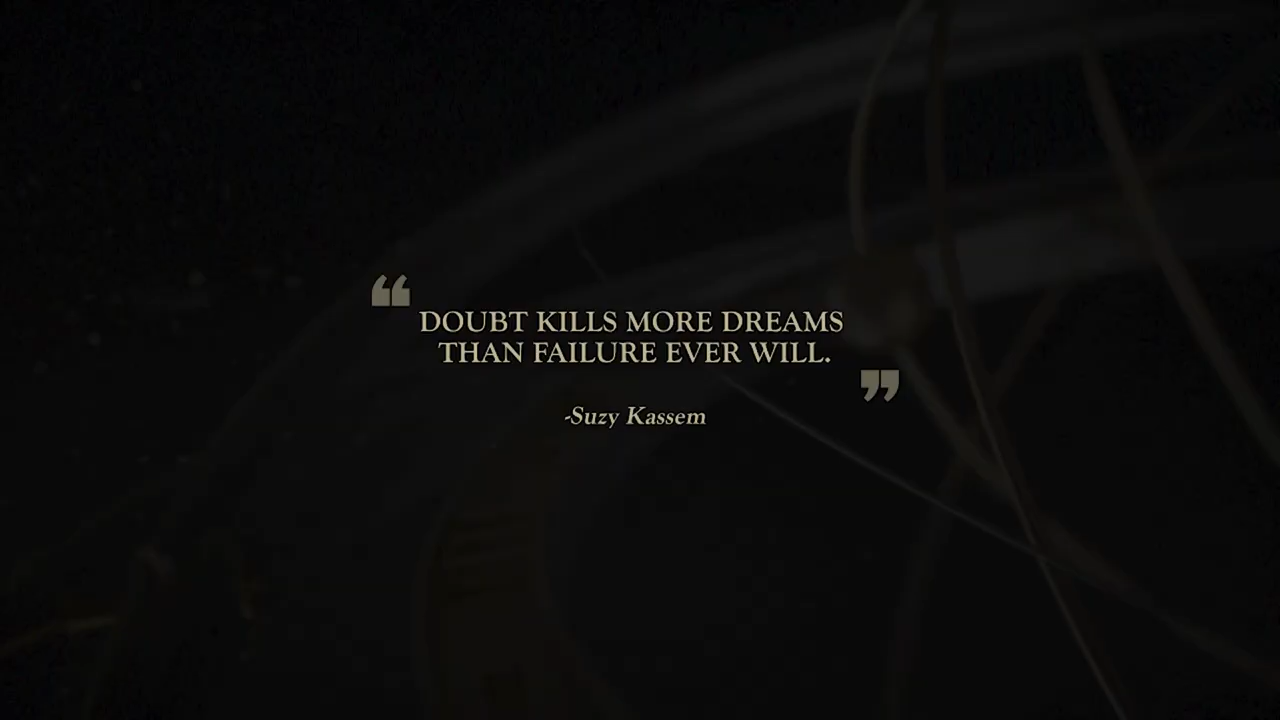 “
DOUBT KILLS MORE DREAMS
THAN FAILURE EVER WILL.
”
-Suzy Kassem